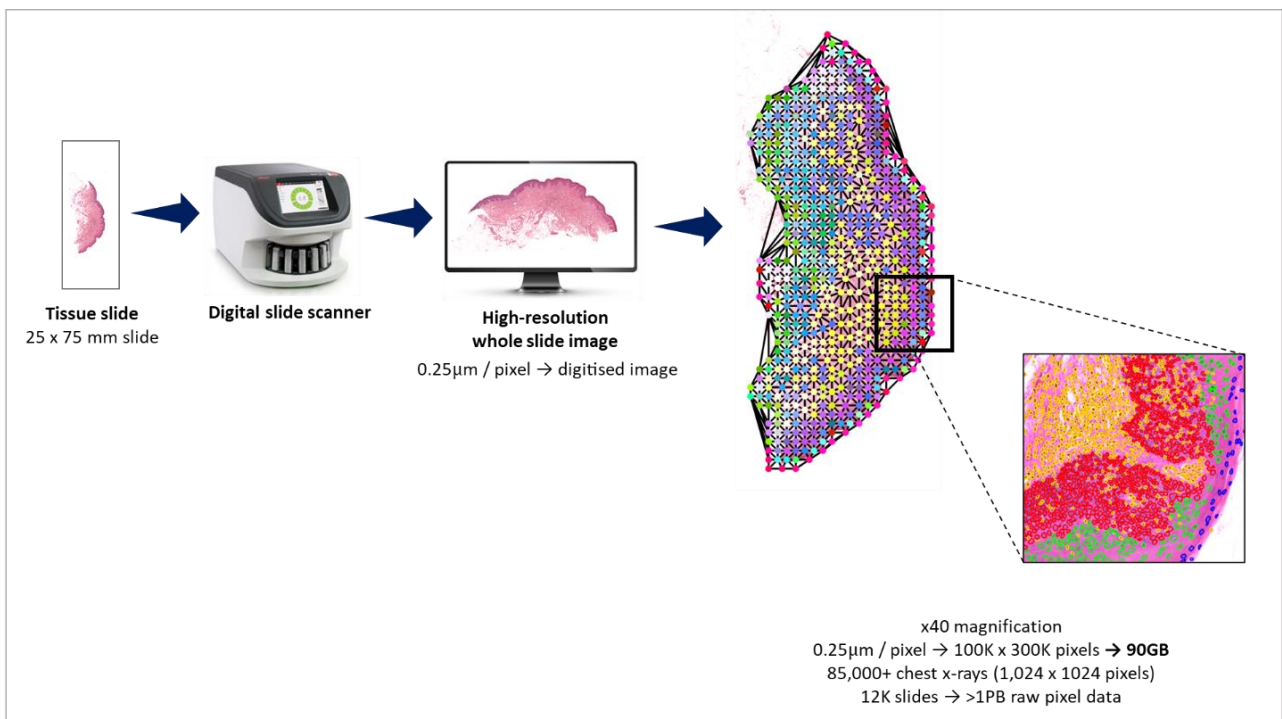 Tissue slide
25 x 75 mm slide
Digital slide scanner
High-resolution
whole slide image
0.25µm / pixel → digitised image
x40 magnification
0.25µm / pixel → 100K x 300K pixels → 90GB
85,000+ chest x-rays (1,024 x 1024 pixels)
12K slides → >1PB raw pixel data